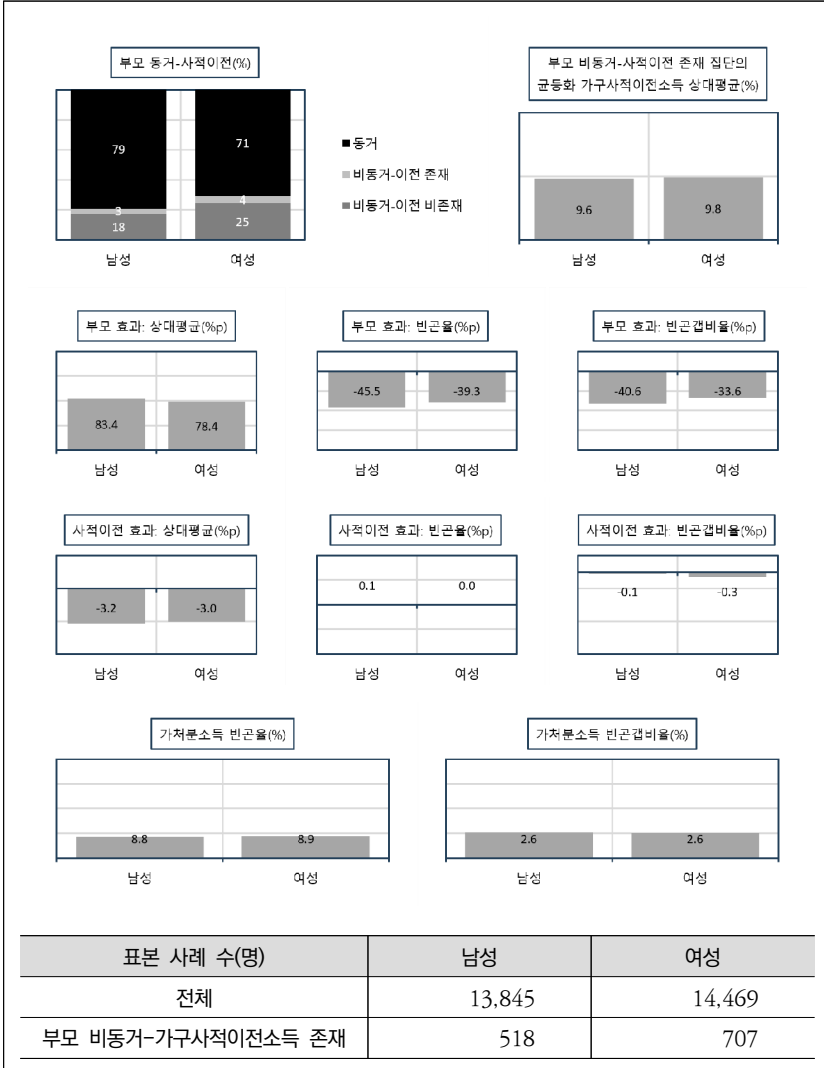 부모 동거-사적이전(%)
79
71
3
4
18
25
남성
여성
■동거
■비동거-이전 존재
■비동거-이전 비존재
부모 비동거-사적이전 존재 집단의
균등화 가구사적이전소득 상대평균(%)
9.6
9.8
남성
여성
부모 효과: 상대평균(%p)
83.4
78.4
남성
여성
부모 효과: 빈곤율(%p)
-45.5
-39.3
남성
여성
부모 효과: 빈곤갭비율(%p)
-40.6
-33.6
남성
여성
사적이전 효과: 상대평균(%p)
-3.2
-3.0
남성
여성
사적이전 효과: 빈곤율(%p)
0.1
0.0
남성
여성
사적이전 효과: 빈곤갭비율(%p)
-0.1
-0.3
남성
여성
가처분소득 빈곤율(%)
8.8
8.9
남성
여성
가처분소득 빈곤갭비율(%)
2.6
2.6
남성
여성
표본 사례 수(명) 남성 여성
전체 13,845 14,469
부모 비동거-가구사적이전소득 존재 518 707